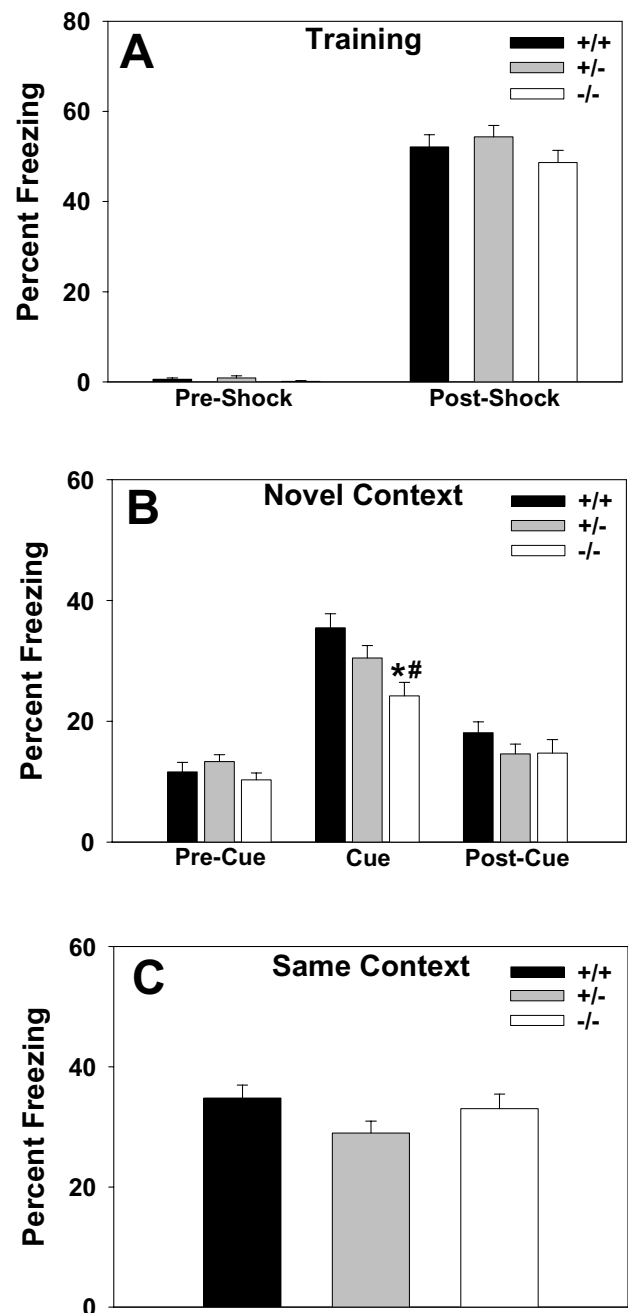 A
Training
+/+
+/-
-/-
Percent Freezing
80
60
40
20
0
Pre-Shock
Post-Shock
B
Novel Context
+/+
+/-
-/-
Percent Freezing
60
40
20
0
*#
Pre-Cue
Cue
Post-Cue
C
Same Context
+/+
+/-
-/-
Percent Freezing
60
40
20
0